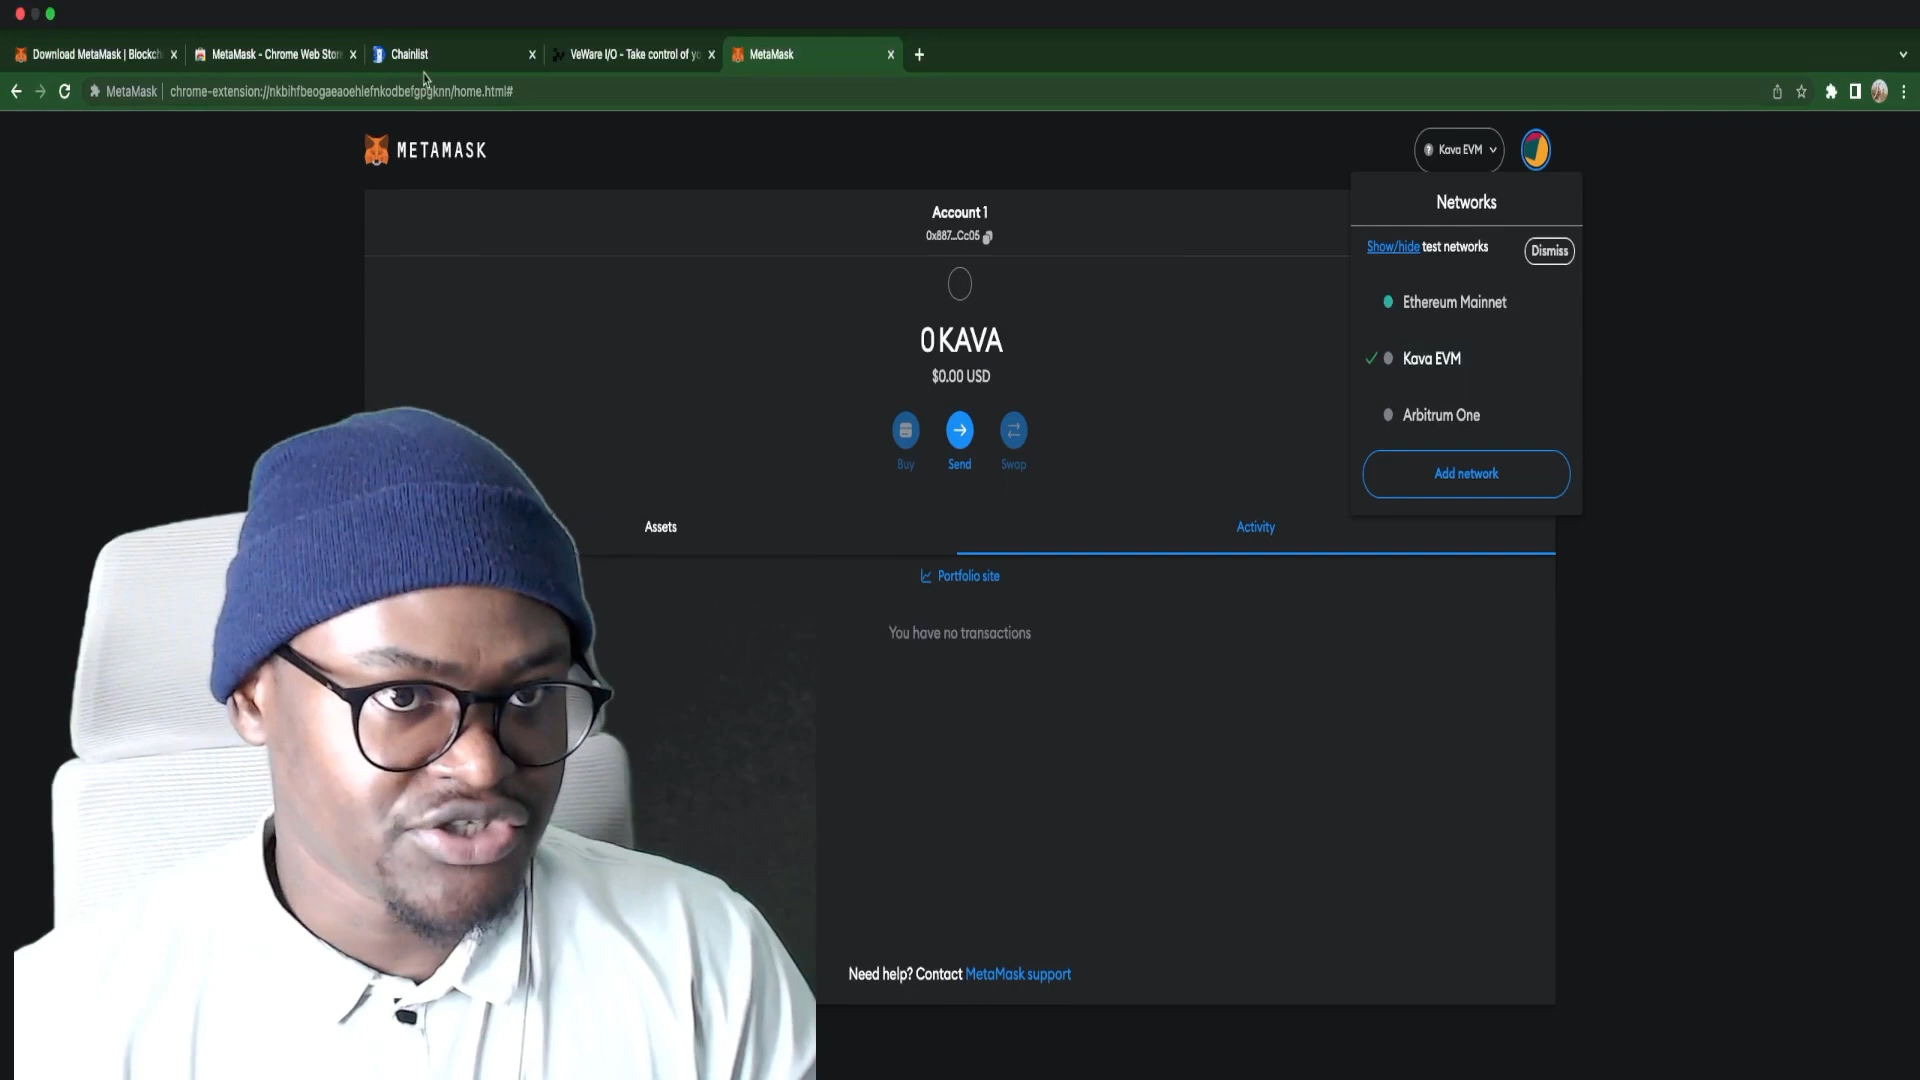 Download MetaMask | Blockch
MetaMask - Chrome Web Stor
Chainlist
VeWare I/O - Take control of yo
MetaMask
MetaMask
chrome-extension://nkbihfbeogaeaoehlefnkodbefgpgknn/home.html#
METAMASK
Kava EVM
Networks
Show/hide test networks
Dismiss
Ethereum Mainnet
Kava EVM
Arbitrum One
Add network
Account 1
0x887...Cc05
0 KAVA
$0.00 USD
Buy
Send
Swap
Assets
Activity
Portfolio site
You have no transactions
Need help? Contact MetaMask support